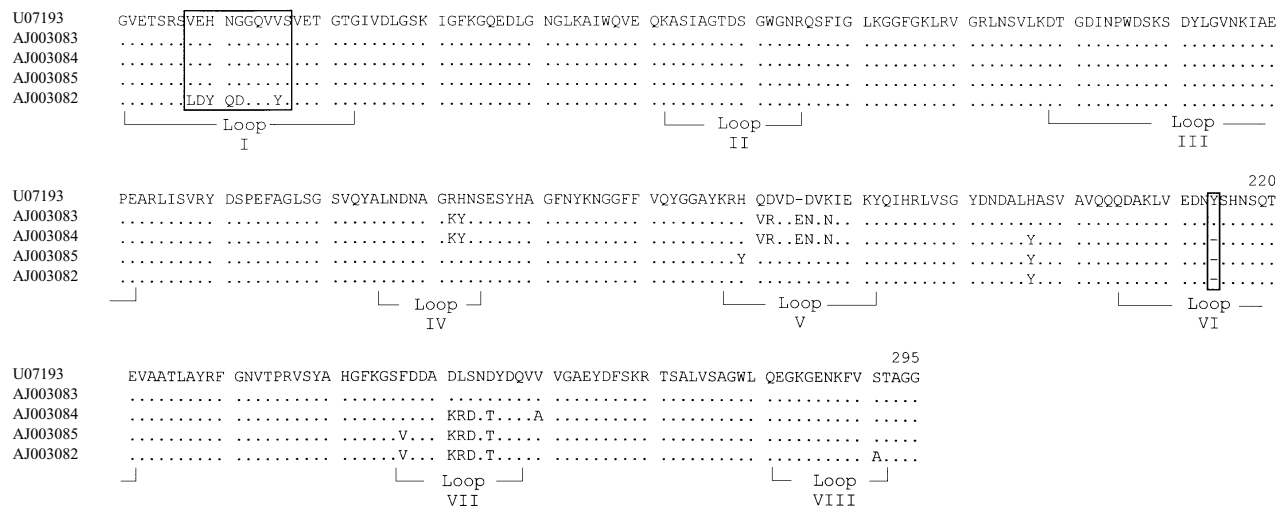 U07193 GVETSRSVEH NGGQVVSVET GTGIVDLGSK IGFKGQEDLG NGLKAIWQVE QKASIAGTDS GWGNRQSFIG LKGGFGKLRV GRLNSVLKDT GDINPWDSKS DYLGVNKIAE
AJ003083 .......... .......... .......... .......... .......... .......... .......... .......... .......... .......... ..........
AJ003084 .......... .......... .......... .......... .......... .......... .......... .......... .......... .......... ..........
AJ003085 .......... .......... .......... .......... .......... .......... .......... .......... .......... .......... ..........
AJ003082 .......LDY QD...Y.... .......... .......... .......... .......... .......... .......... .......... .......... ..........
Loop Loop Loop
I II III
220
U07193 PEARLISVRY DSPEFAGLSG SVQYALNDNA GRHNSESYHA GFNYKNGGFF VQYGGAYKRH QDVD-DVKIE KYQIHRLVSG YDNDALHASV AVQQQDAKLV EDNYSHNSQT
AJ003083 .......... .......... .......... .KY....... .......... .......... VR..EN.N.. .......... .......... .......... ..........
AJ003084 .......... .......... .......... .KY....... .......... .......... VR..EN.N.. .......... ......Y... .......... ...-......
AJ003085 .......... .......... .......... .......... .......... .........Y .......... .......... ......Y... .......... ...-......
AJ003082 .......... .......... .......... .......... .......... .......... .......... .......... ......Y... .......... ...-......
Loop Loop Loop
IV V VI
295
U07193 EVAATLAYRF GNVTPRVSYA HGFKGSFDDA DLSNDYDQVV VGAEYDFSKR TSALVSAGWL QEGKGENKFV STAGG
AJ003083 .......... .......... .......... .......... .......... .......... .......... .....
AJ003084 .......... .......... .......... KRD.T....A .......... .......... .......... .....
AJ003085 .......... .......... ......V... KRD.T..... .......... .......... .......... .....
AJ003082 .......... .......... ......V... KRD.T..... .......... .......... .......... A....
Loop Loop
VII VIII